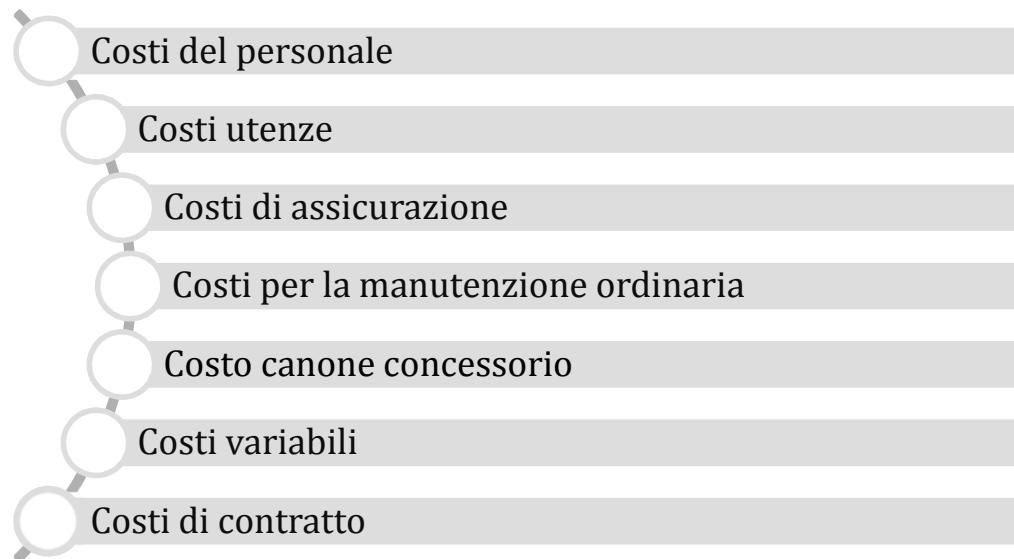 Costi del personale
Costi utenze
Costi di assicurazione
Costi per la manutenzione ordinaria
Costo canone concessorio
Costi variabili
Costi di contratto